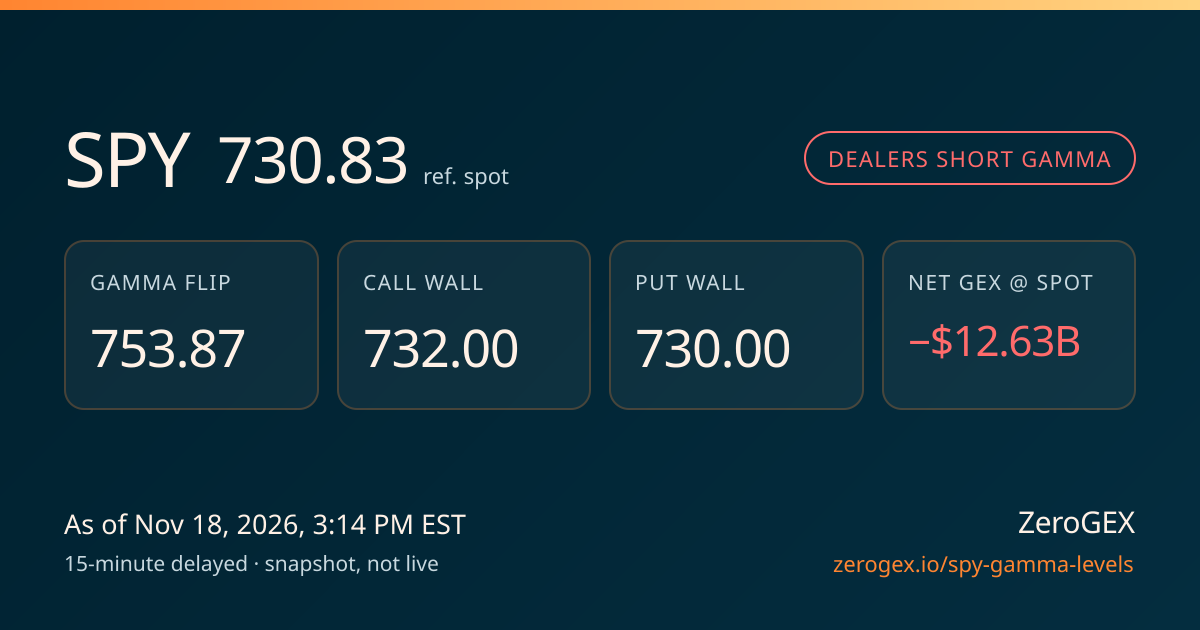 SPY 730.83 ref. spot
DEALERS SHORT GAMMA
GAMMA FLIP
753.87
CALL WALL
732.00
PUT WALL
730.00
NET GEX @ SPOT
−$12.63B
As of Nov 18, 2026, 3:14 PM EST
15-minute delayed · snapshot, not live
ZeroGEX
zerogex.io/spy-gamma-levels